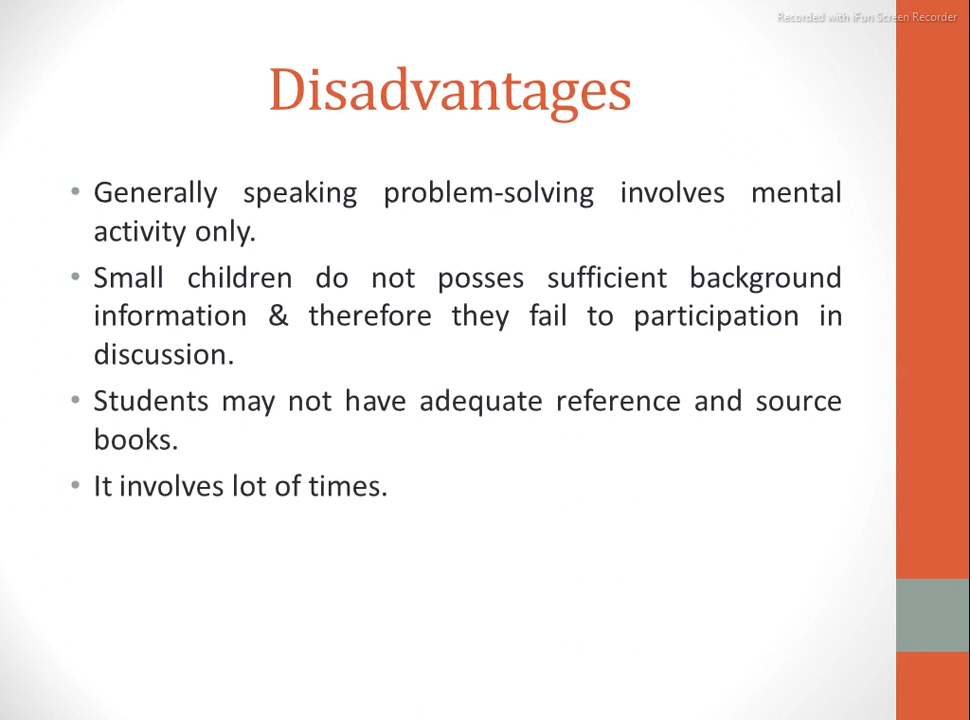 Recorded with iFun Screen Recorder
Disadvantages
• Generally speaking problem-solving involves mental
activity only.
• Small children do not posses sufficient background
information & therefore they fail to participation in
discussion.
• Students may not have adequate reference and source
books.
• It involves lot of times.